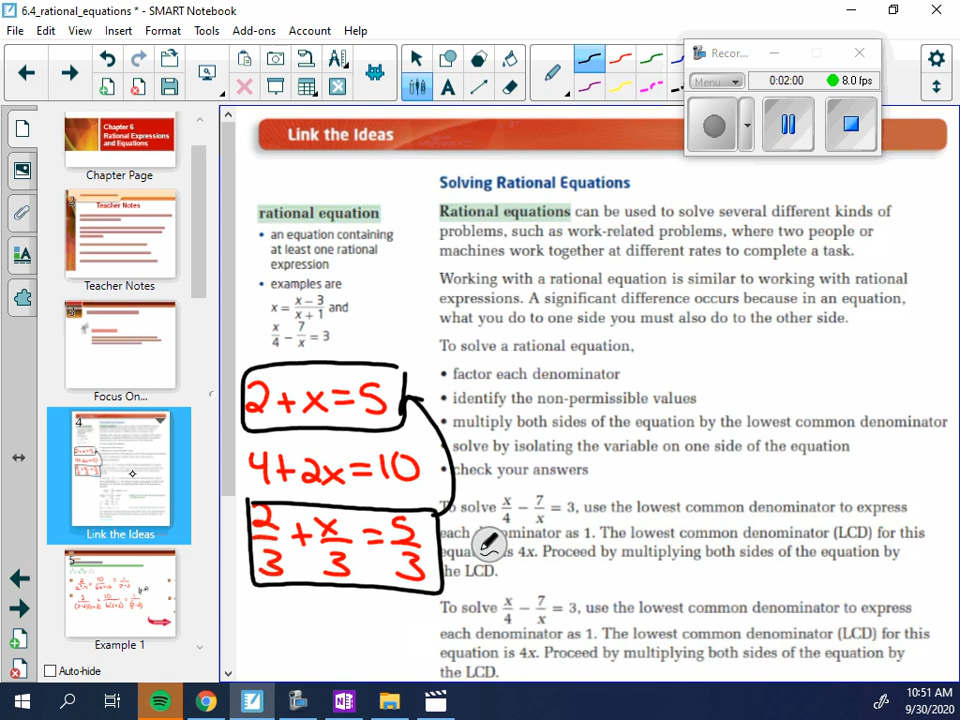 6.4_rational_equations * - SMART Notebook
File Edit View Insert Format Tools Add-ons Account Help
Recor...
Menu
0:02:00
8.0 fps
Chapter 6
Rational Expressions
and Equations
Chapter Page
2
Teacher Notes
Teacher Notes
3
Focus On...
4
2+x=5
4+2x=10
Link the Ideas
5
Example 1
Auto-hide
Link the Ideas
rational equation
• an equation containing
at least one rational
expression
• examples are
x = (x − 3)/(x + 1) and
x/4 − 7/x = 3
2+x=5
4+2x=10
2/3 + x/3 = 5/3
Solving Rational Equations
Rational equations can be used to solve several different kinds of
problems, such as work-related problems, where two people or
machines work together at different rates to complete a task.
Working with a rational equation is similar to working with rational
expressions. A significant difference occurs because in an equation,
what you do to one side you must also do to the other side.
To solve a rational equation,
• factor each denominator
• identify the non-permissible values
• multiply both sides of the equation by the lowest common denominator
solve by isolating the variable on one side of the equation
• check your answers
To solve x/4 − 7/x = 3, use the lowest common denominator to express
each denominator as 1. The lowest common denominator (LCD) for this
is 4x. Proceed by multiplying both sides of the equation by
the LCD.
To solve x/4 − 7/x = 3, use the lowest common denominator to express
each denominator as 1. The lowest common denominator (LCD) for this
equation is 4x. Proceed by multiplying both sides of the equation by
the LCD.
10:51 AM
9/30/2020